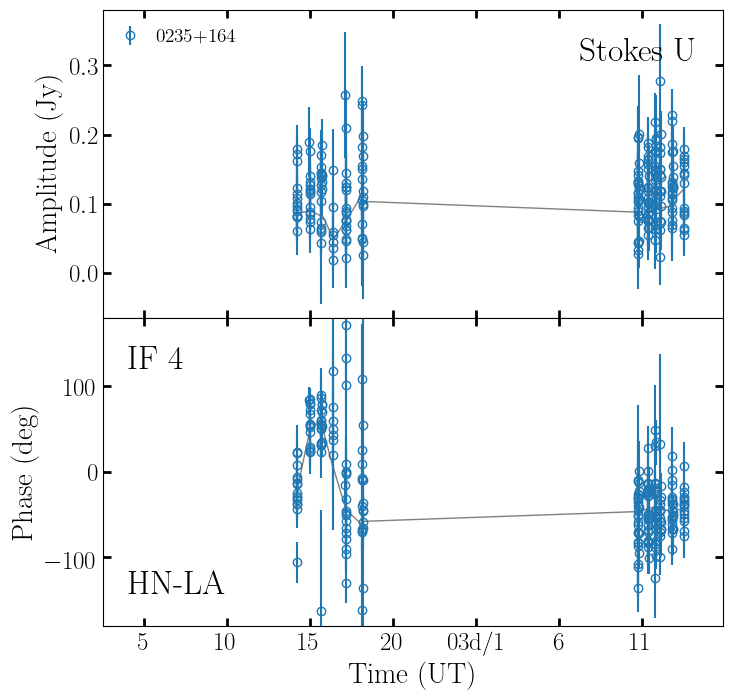 0235+164
Stokes U
0.3
0.2
0.1
0.0
Amplitude (Jy)
IF 4
100
0
−100
Phase (deg)
HN-LA
5 10 15 20 03d/1 6 11
Time (UT)